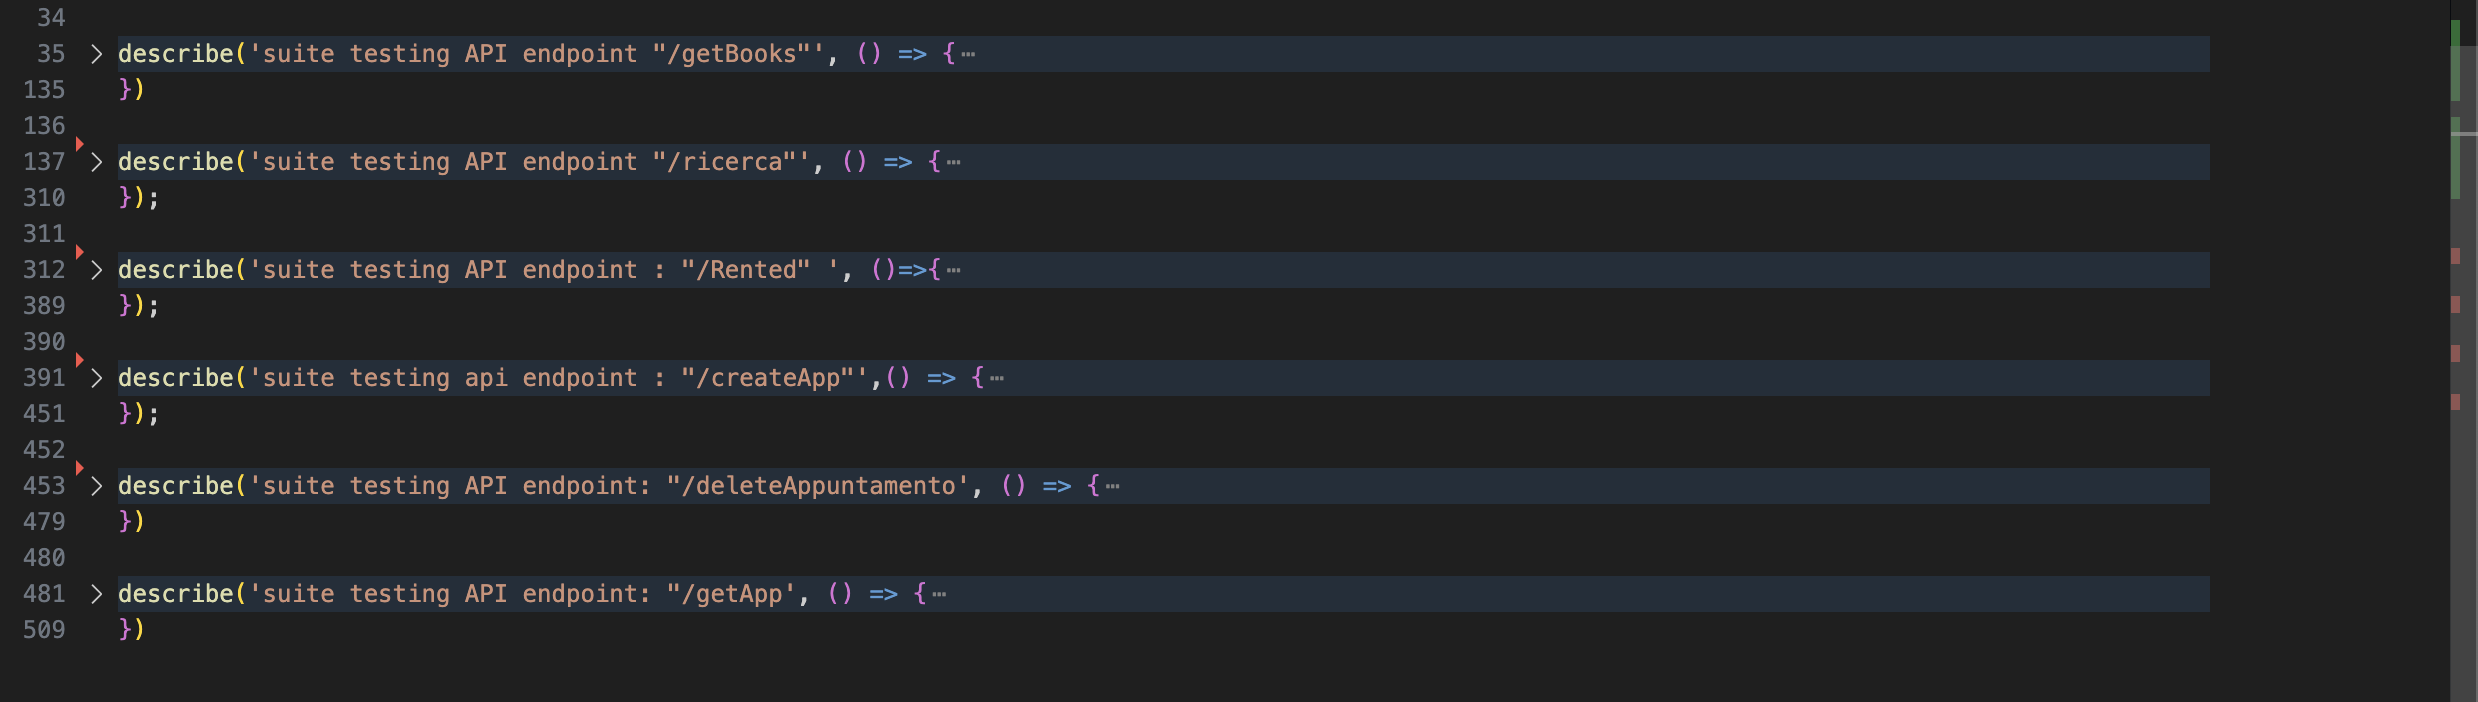 34
35 > describe('suite testing API endpoint "/getBooks"', () => {⋯
135 })
136
137 > describe('suite testing API endpoint "/ricerca"', () => {⋯
310 });
311
312 > describe('suite testing API endpoint : "/Rented" ', ()=>{⋯
389 });
390
391 > describe('suite testing api endpoint : "/createApp"',() => {⋯
451 });
452
453 > describe('suite testing API endpoint: "/deleteAppuntamento', () => {⋯
479 })
480
481 > describe('suite testing API endpoint: "/getApp', () => {⋯
509 })